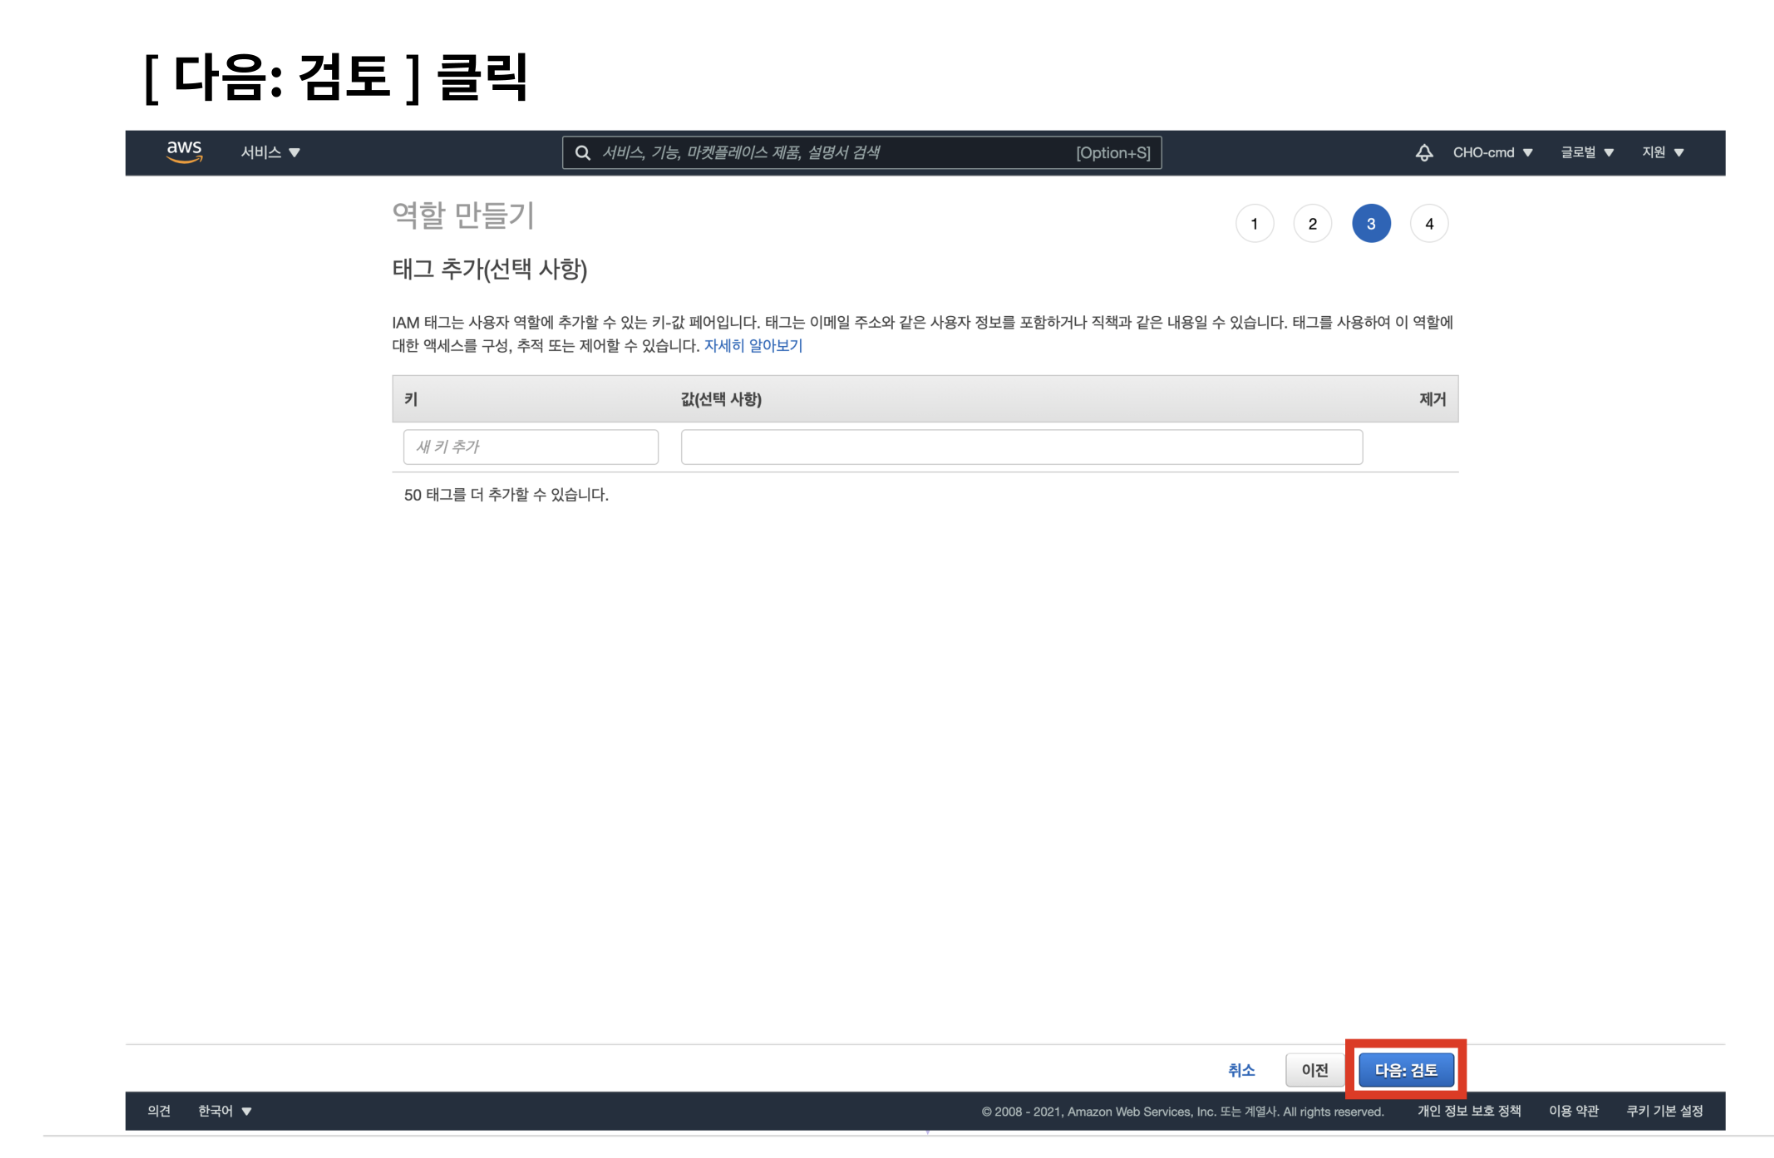 [ 다음: 검토 ] 클릭
aws 서비스 ▼ 서비스, 기능, 마켓플레이스 제품, 설명서 검색 [Option+S] CHO-cmd ▼ 글로벌 ▼ 지원 ▼
역할 만들기
1 2 3 4
태그 추가(선택 사항)
IAM 태그는 사용자 역할에 추가할 수 있는 키-값 페어입니다. 태그는 이메일 주소와 같은 사용자 정보를 포함하거나 직책과 같은 내용일 수 있습니다. 태그를 사용하여 이 역할에
대한 액세스를 구성, 추적 또는 제어할 수 있습니다. 자세히 알아보기
키 값(선택 사항) 제거
새 키 추가
50 태그를 더 추가할 수 있습니다.
취소 이전 다음: 검토
의견 한국어 ▼ © 2008 - 2021, Amazon Web Services, Inc. 또는 계열사. All rights reserved. 개인 정보 보호 정책 이용 약관 쿠키 기본 설정